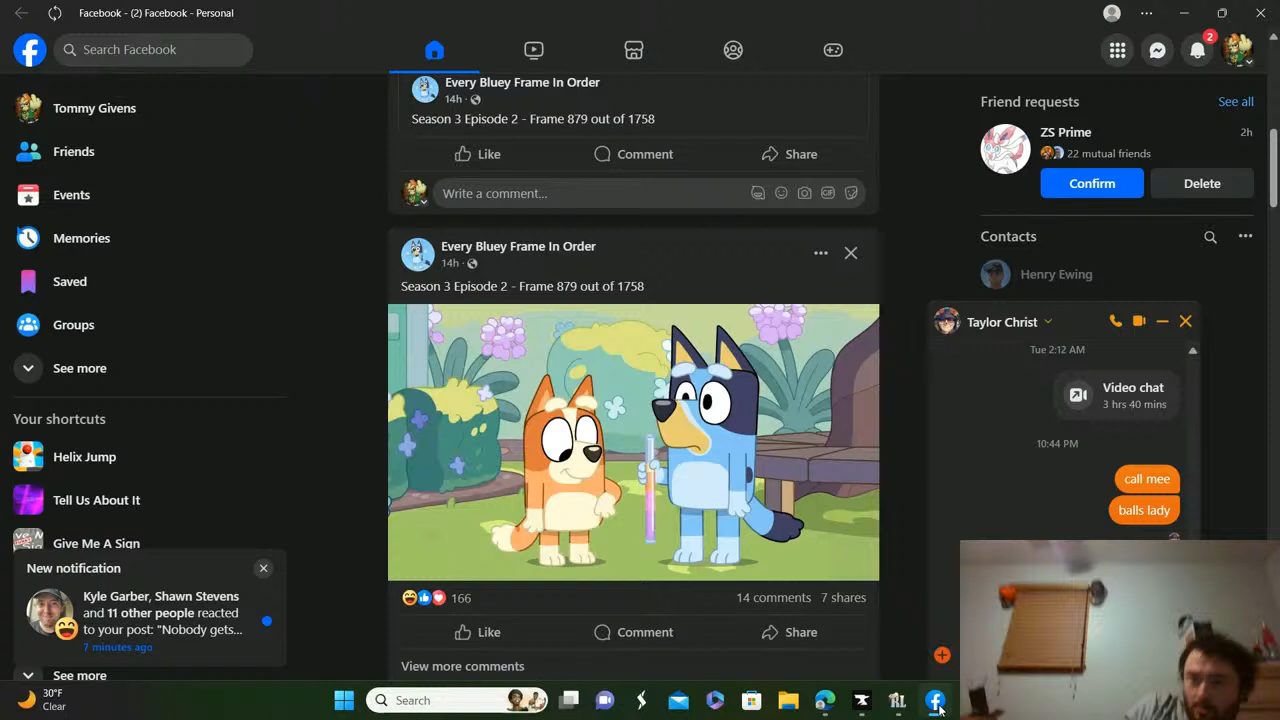 Facebook - (2) Facebook - Personal
Search Facebook
2
Tommy Givens
Friends
Events
Memories
Saved
Groups
See more
Your shortcuts
Helix Jump
Tell Us About It
Give Me A Sign
New notification
Kyle Garber, Shawn Stevens
and 11 other people reacted
to your post: "Nobody gets...
7 minutes ago
See more
Every Bluey Frame In Order
14h
Season 3 Episode 2 - Frame 879 out of 1758
Like Comment Share
Write a comment...
GIF
Every Bluey Frame In Order
14h
Season 3 Episode 2 - Frame 879 out of 1758
166 14 comments 7 shares
Like Comment Share
View more comments
Friend requests See all
ZS Prime 2h
22 mutual friends
Confirm Delete
Contacts
Henry Ewing
Taylor Christ
Tue 2:12 AM
Video chat
3 hrs 40 mins
10:44 PM
call mee
balls lady
30°F
Clear
Search